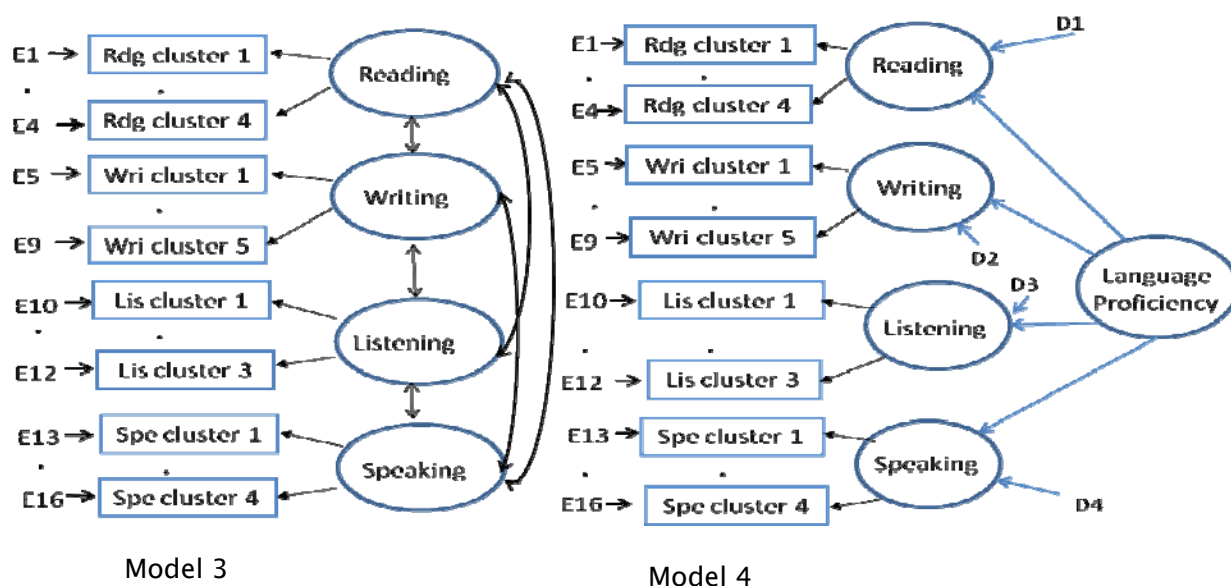 E1
Rdg cluster 1
Reading
E4
Rdg cluster 4
E5
Wri cluster 1
Writing
E9
Wri cluster 5
E10
Lis cluster 1
Listening
E12
Lis cluster 3
E13
Spe cluster 1
Speaking
E16
Spe cluster 4
Model 3
D1
E1
Rdg cluster 1
Reading
E4
Rdg cluster 4
E5
Wri cluster 1
Writing
E9
Wri cluster 5
D2
Language
Proficiency
D3
E10
Lis cluster 1
Listening
E12
Lis cluster 3
E13
Spe cluster 1
Speaking
E16
Spe cluster 4
D4
Model 4